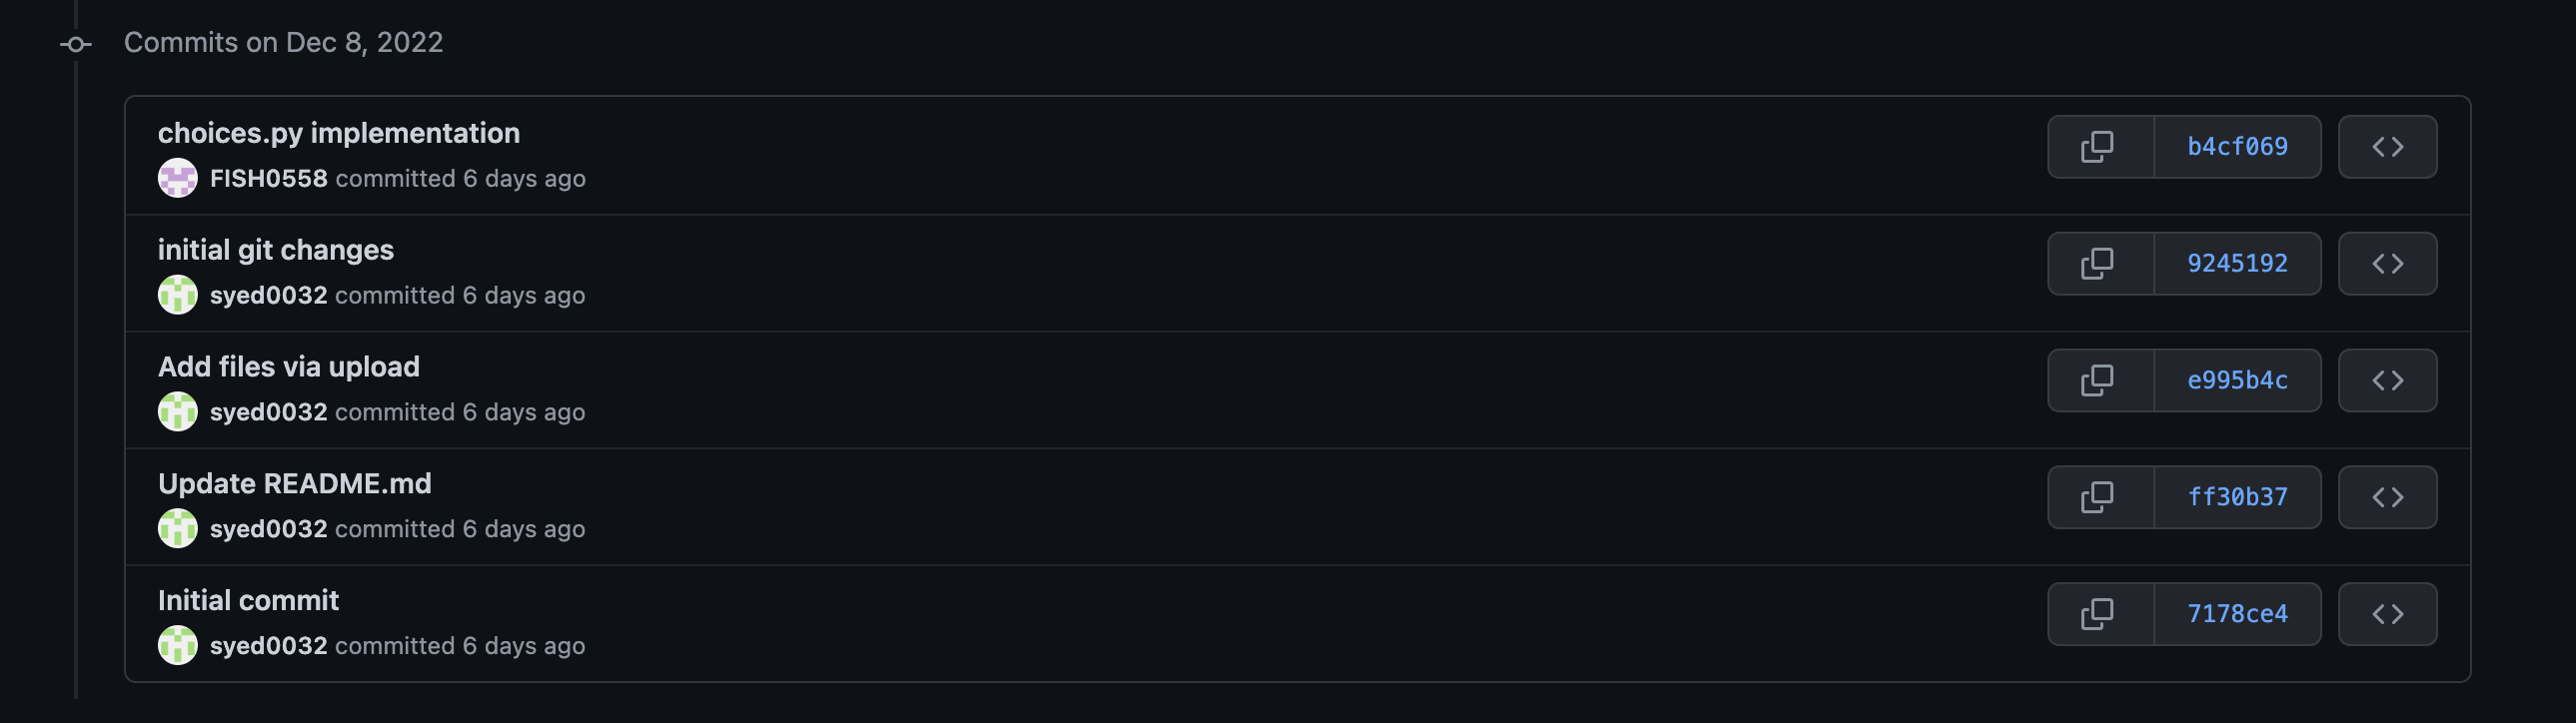 Commits on Dec 8, 2022
choices.py implementation
b4cf069
FISH0558 committed 6 days ago
initial git changes
9245192
syed0032 committed 6 days ago
Add files via upload
e995b4c
syed0032 committed 6 days ago
Update README.md
ff30b37
syed0032 committed 6 days ago
Initial commit
7178ce4
syed0032 committed 6 days ago